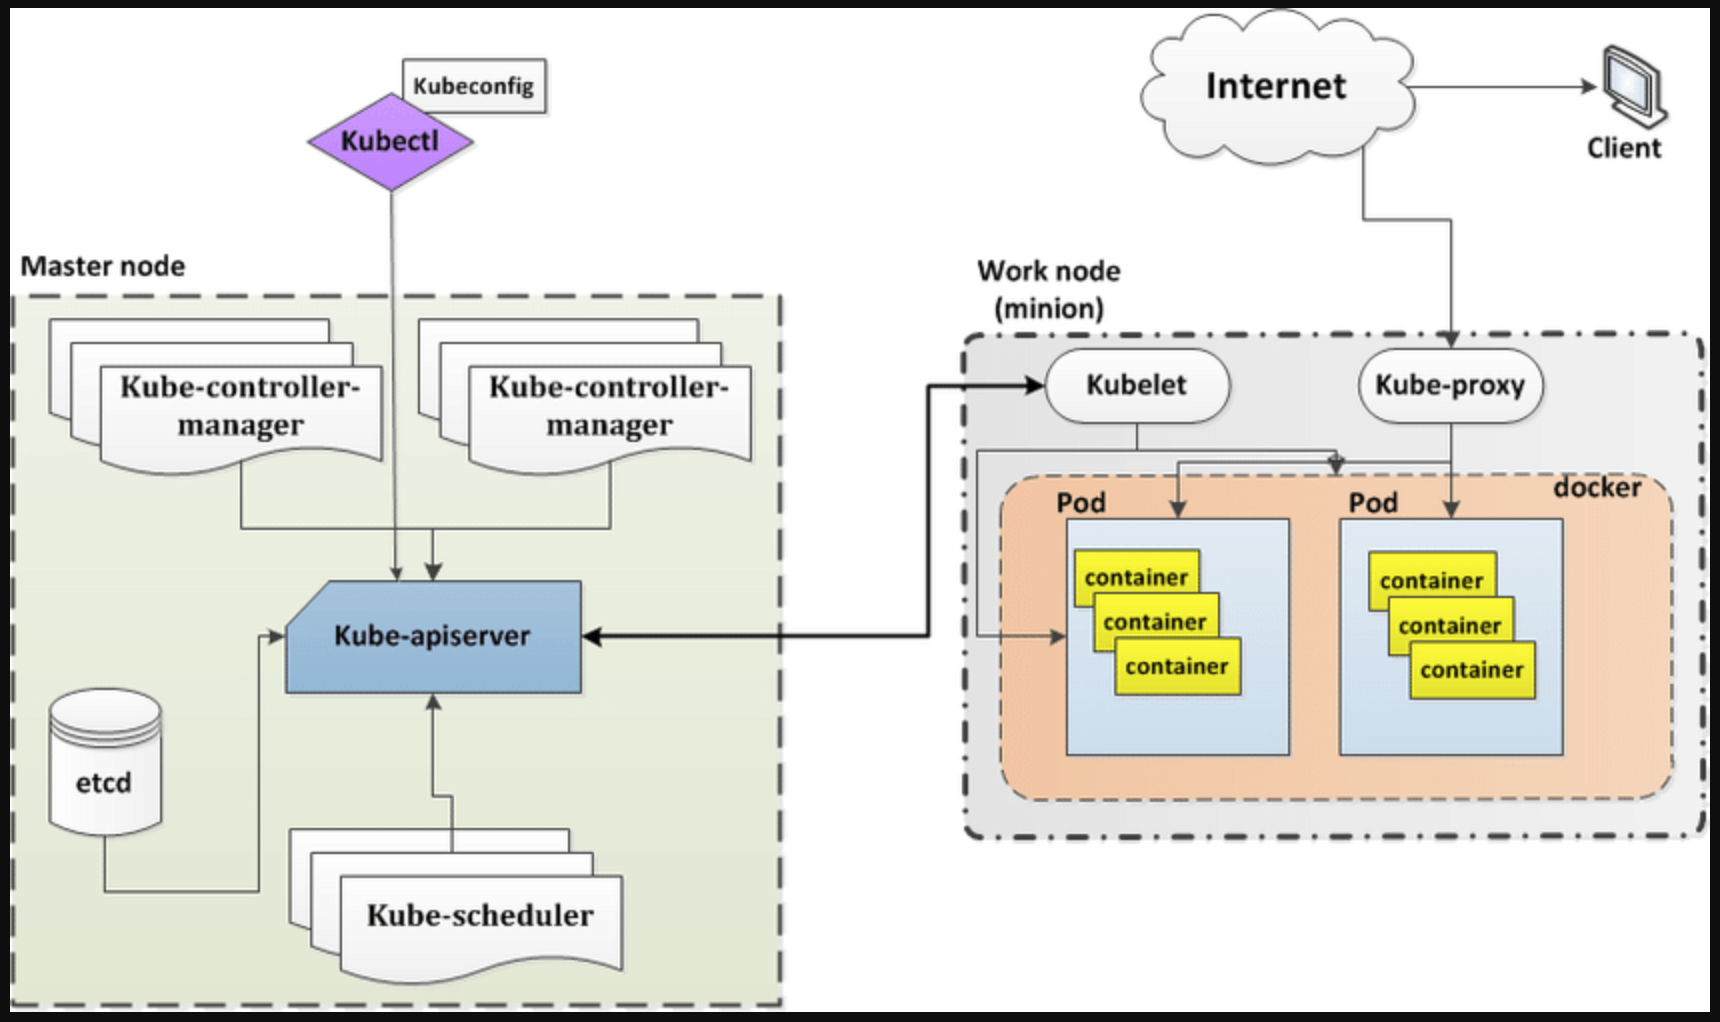 Kubeconfig
Kubectl
Internet
Client
Master node
Kube-controller-
manager
Kube-controller-
manager
Kube-apiserver
etcd
Kube-scheduler
Work node
(minion)
Kubelet
Kube-proxy
docker
Pod
container
container
container
Pod
container
container
container